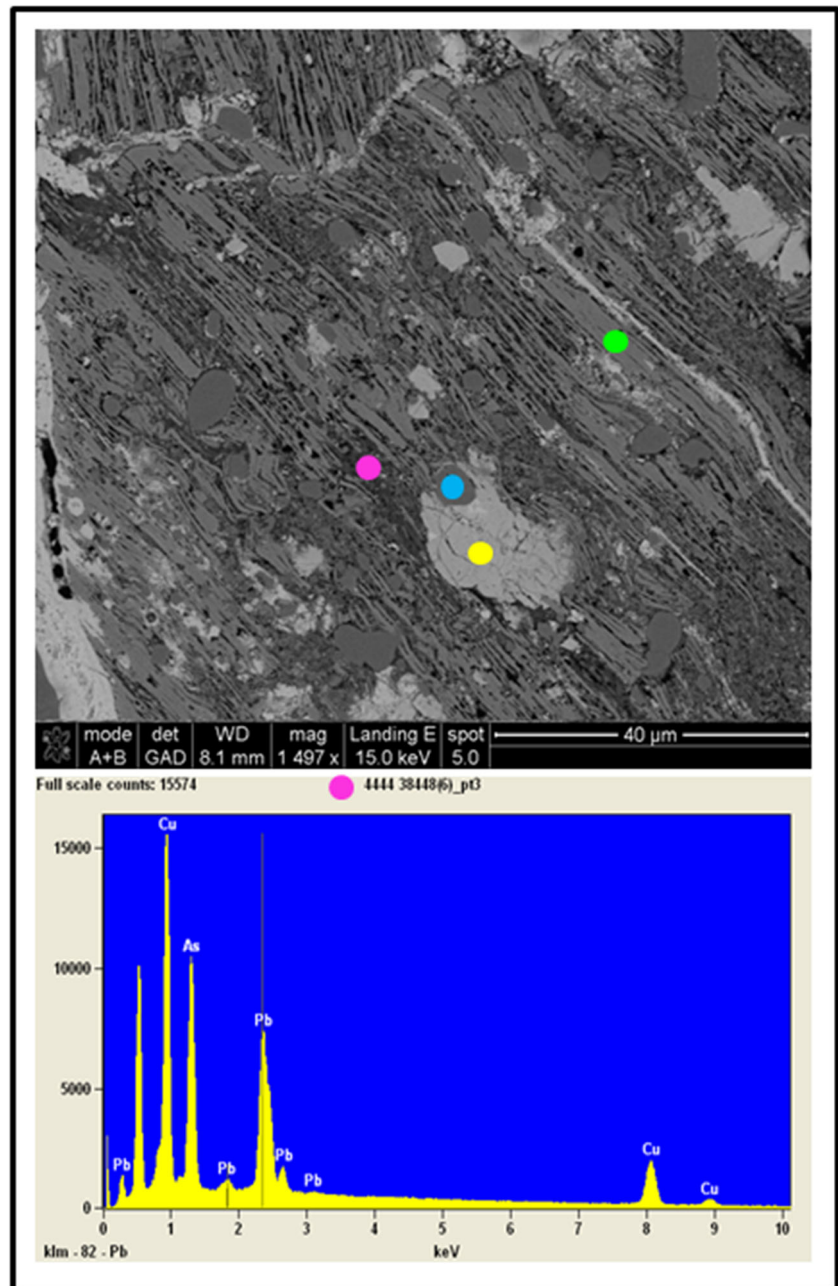 mode det WD mag Landing E spot 40 µm
A+B GAD 8.1 mm 1 497 x 15.0 keV 5.0
Full scale counts: 15574 4444 38448(6)_pt3
Cu
15000
As
10000
Pb
5000
Pb Pb Pb Pb Cu Cu
0
0 1 2 3 4 5 6 7 8 9 10
klm - 82 - Pb keV